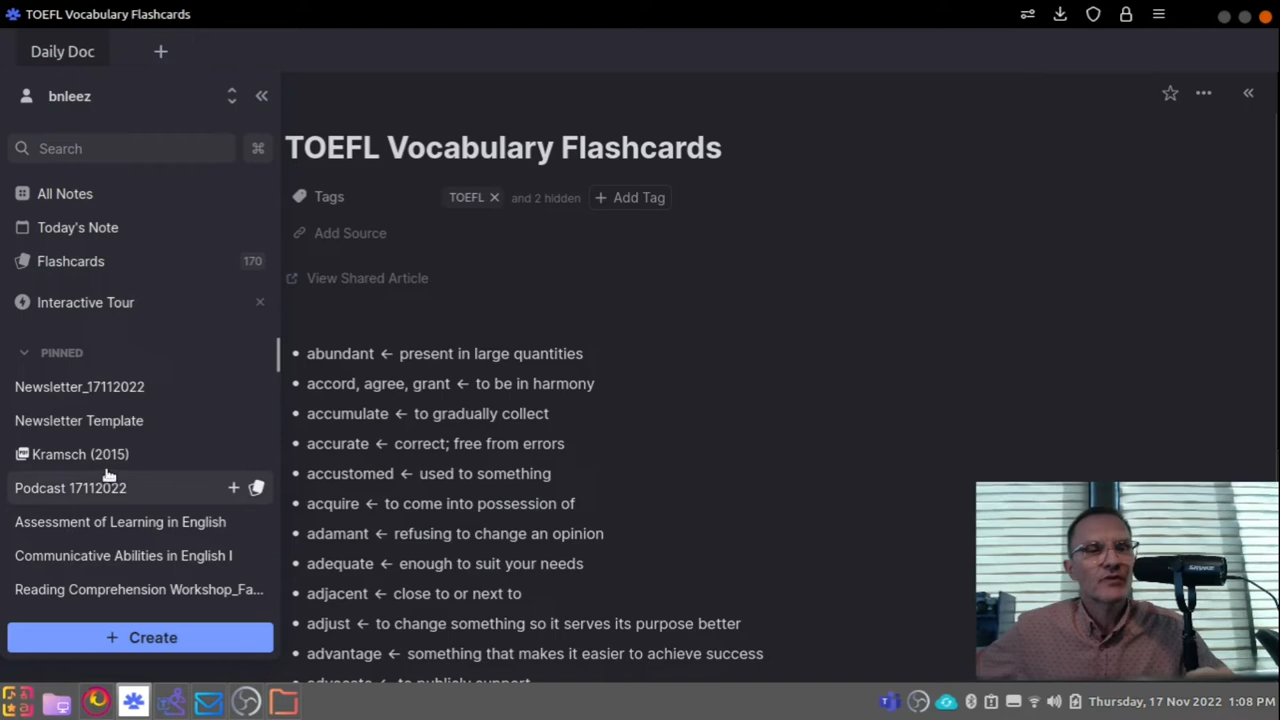 TOEFL Vocabulary Flashcards
Daily Doc
bnleez
Search
All Notes
Today's Note
Flashcards 170
Interactive Tour
PINNED
Newsletter_17112022
Newsletter Template
Kramsch (2015)
Podcast 17112022
Assessment of Learning in English
Communicative Abilities in English I
Reading Comprehension Workshop_Fa...
+ Create
TOEFL Vocabulary Flashcards
Tags TOEFL × and 2 hidden + Add Tag
Add Source
View Shared Article
• abundant ← present in large quantities
• accord, agree, grant ← to be in harmony
• accumulate ← to gradually collect
• accurate ← correct; free from errors
• accustomed ← used to something
• acquire ← to come into possession of
• adamant ← refusing to change an opinion
• adequate ← enough to suit your needs
• adjacent ← close to or next to
• adjust ← to change something so it serves its purpose better
• advantage ← something that makes it easier to achieve success
advocate ← to publicly support
Thursday, 17 Nov 2022 1:08 PM